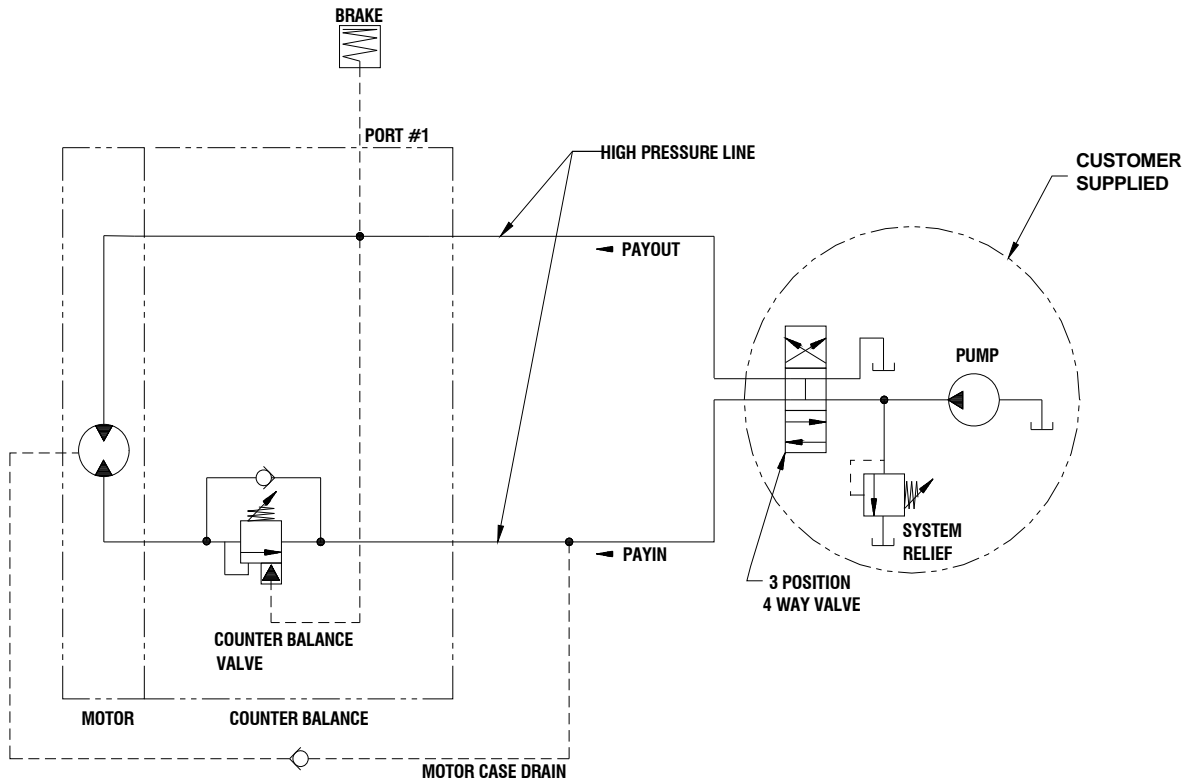 BRAKE
PORT #1
HIGH PRESSURE LINE
CUSTOMER
SUPPLIED
PAYOUT
PUMP
SYSTEM
RELIEF
PAYIN
3 POSITION
4 WAY VALVE
COUNTER BALANCE
VALVE
MOTOR
COUNTER BALANCE
MOTOR CASE DRAIN